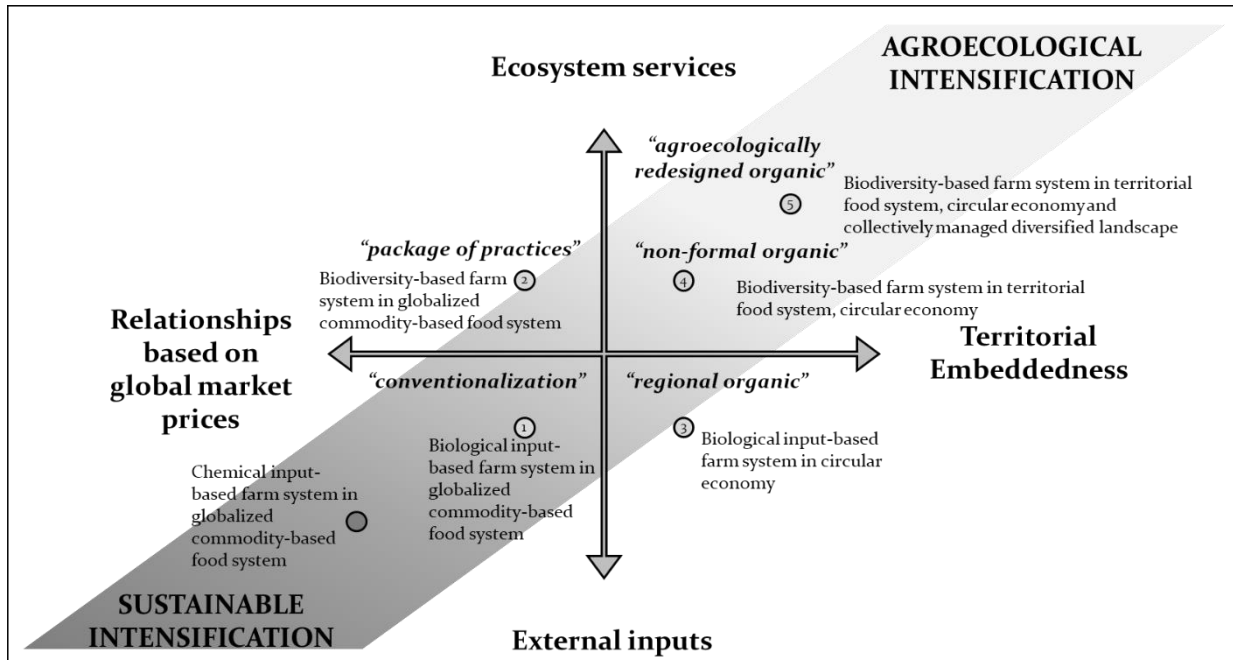 AGROECOLOGICAL
INTENSIFICATION
Ecosystem services
“agroecologically
redesigned organic”
5
Biodiversity-based farm system in territorial
food system, circular economy and
collectively managed diversified landscape
“package of practices”
2
Biodiversity-based farm
system in globalized
commodity-based food system
“non-formal organic”
4
Biodiversity-based farm system in territorial
food system, circular economy
Relationships
based on
global market
prices
Territorial
Embeddedness
“conventionalization”
1
Biological input-
based farm system in
globalized
commodity-based
food system
“regional organic”
3
Biological input-based
farm system in circular
economy
Chemical input-
based farm system in
globalized
commodity-based
food system
SUSTAINABLE
INTENSIFICATION
External inputs